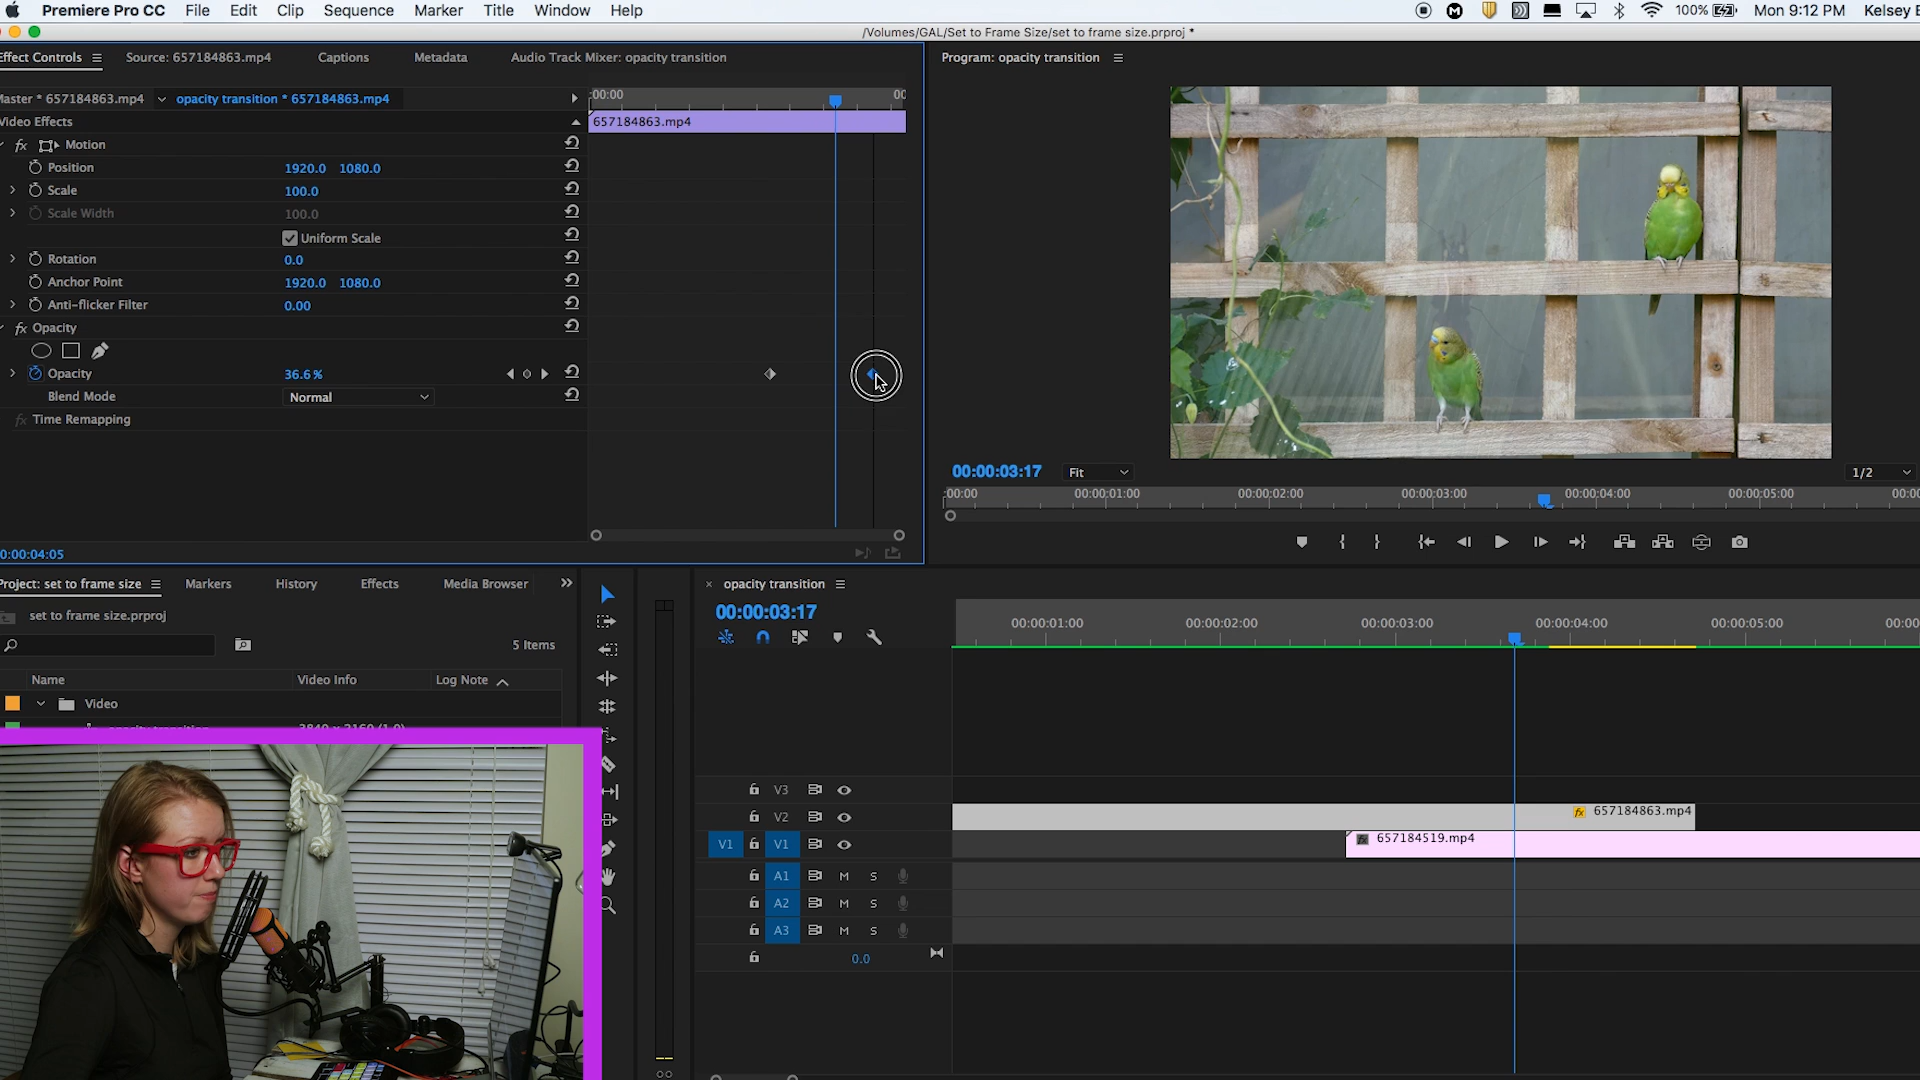 Premiere Pro CC File Edit Clip Sequence Marker Title Window Help 100% Mon 9:12 PM Kelsey
/Volumes/GAL/Set to Frame Size/set to frame size.prproj *
Effect Controls Source: 657184863.mp4 Captions Metadata Audio Track Mixer: opacity transition
Master * 657184863.mp4 opacity transition * 657184863.mp4
:00:00
Video Effects
657184863.mp4
fx Motion
Position 1920.0 1080.0
Scale 100.0
Scale Width 100.0
Uniform Scale
Rotation 0.0
Anchor Point 1920.0 1080.0
Anti-flicker Filter 0.00
fx Opacity
Opacity 36.6 %
Blend Mode Normal
fx Time Remapping
0:00:04:05
Program: opacity transition
00:00:03:17 Fit 1/2
:00:00 00:00:01:00 00:00:02:00 00:00:03:00 00:00:04:00 00:00:05:00
Project: set to frame size Markers History Effects Media Browser
set to frame size.prproj
5 Items
Name Video Info Log Note
Video
opacity transition
00:00:03:17
00:00:01:00 00:00:02:00 00:00:03:00 00:00:04:00 00:00:05:00
V3
V2 fx 657184863.mp4
V1 V1 fx 657184519.mp4
A1 M S
A2 M S
A3 M S
0.0